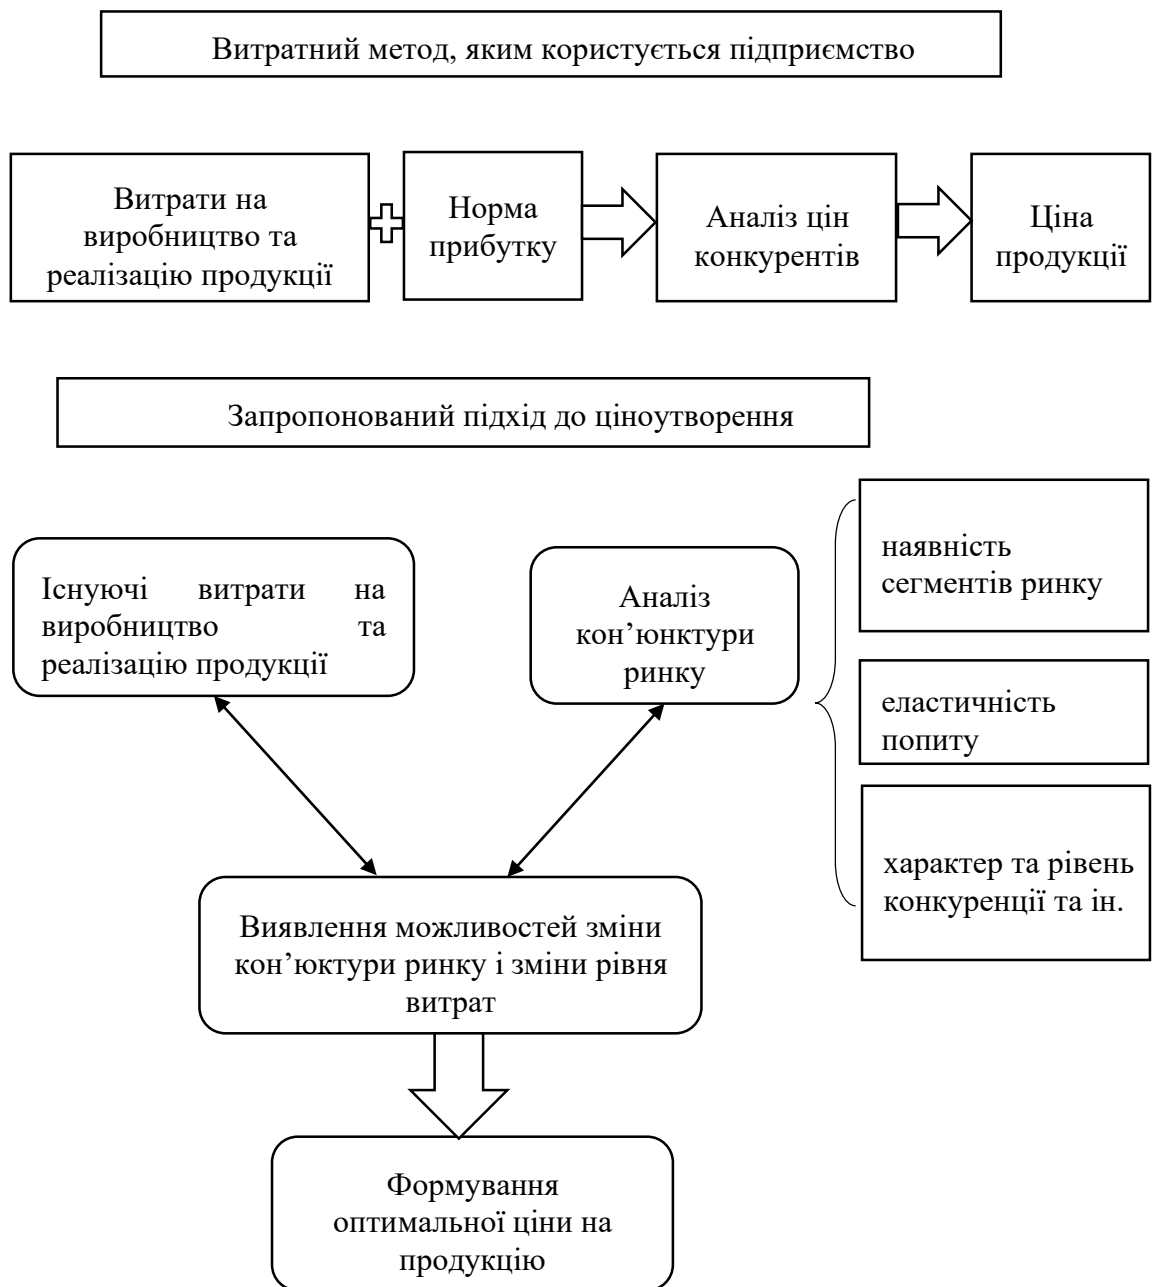 Витратний метод, яким користується підприємство
Витрати на
виробництво та
реалізацію продукції
Норма
прибутку
Аналіз цін
конкурентів
Ціна
продукції
Запропонований підхід до ціноутворення
Існуючі витрати на
виробництво та
реалізацію продукції
Аналіз
кон’юнктури
ринку
наявність
сегментів ринку
еластичність
попиту
характер та рівень
конкуренції та ін.
Виявлення можливостей зміни
кон’юктури ринку і зміни рівня
витрат
Формування
оптимальної ціни на
продукцію